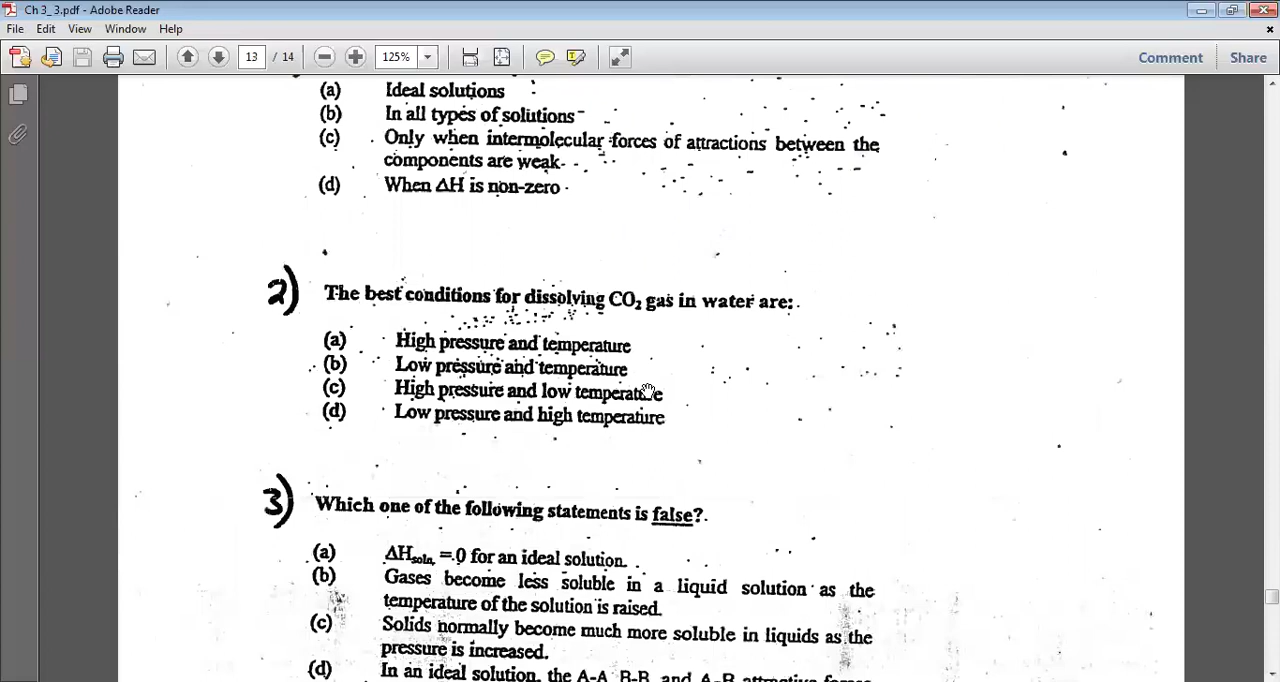 Ch 3_3.pdf - Adobe Reader
File Edit View Window Help
13 / 14 125% Comment Share
(a) Ideal solutions
(b) In all types of solutions
(c) Only when intermolecular forces of attractions between the
components are weak
(d) When ΔH is non-zero
2) The best conditions for dissolving CO₂ gas in water are:
(a) High pressure and temperature
(b) Low pressure and temperature
(c) High pressure and low temperature
(d) Low pressure and high temperature
3) Which one of the following statements is false?
(a) ΔHsoln. = 0 for an ideal solution.
(b) Gases become less soluble in a liquid solution as the
temperature of the solution is raised.
(c) Solids normally become much more soluble in liquids as the
pressure is increased.
(d) In an ideal solution, the A-A, B-B, and A-B attractive forces